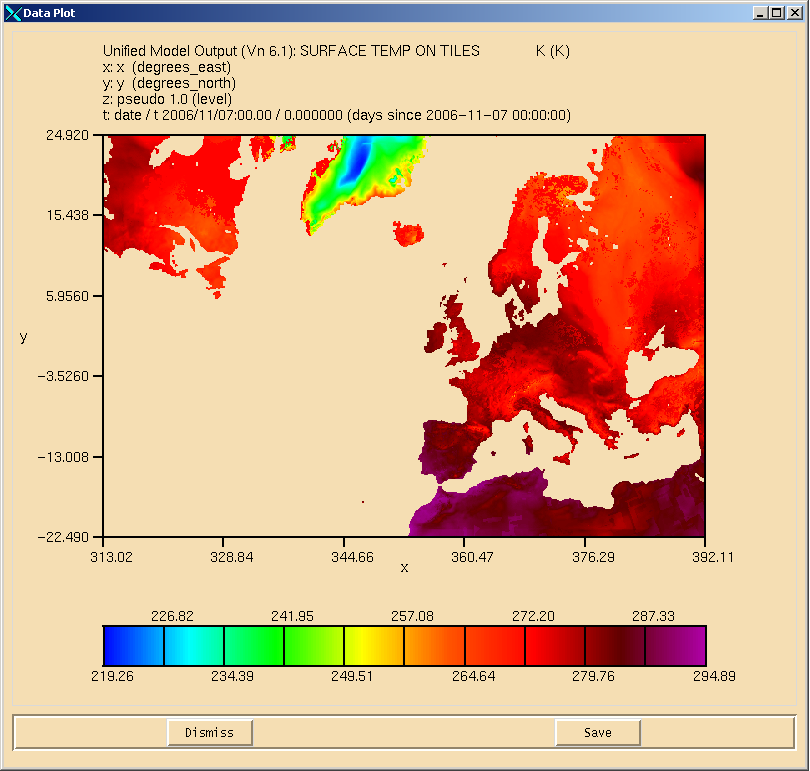 Data Plot
Unified Model Output (Vn 6.1): SURFACE TEMP ON TILES K (K)
x: x (degrees_east)
y: y (degrees_north)
z: pseudo 1.0 (level)
t: date / t 2006/11/07:00.00 / 0.000000 (days since 2006-11-07 00:00:00)
24.920
15.438
5.9560
y
-3.5260
-13.008
-22.490
313.02 328.84 344.66 360.47 376.29 392.11
x
226.82 241.95 257.08 272.20 287.33
219.26 234.39 249.51 264.64 279.76 294.89
Dismiss Save